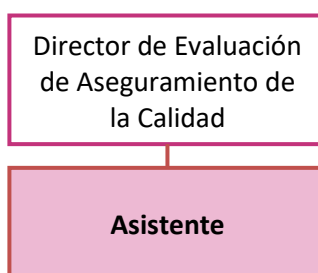 Director de Evaluación
de Aseguramiento de
la Calidad
Asistente